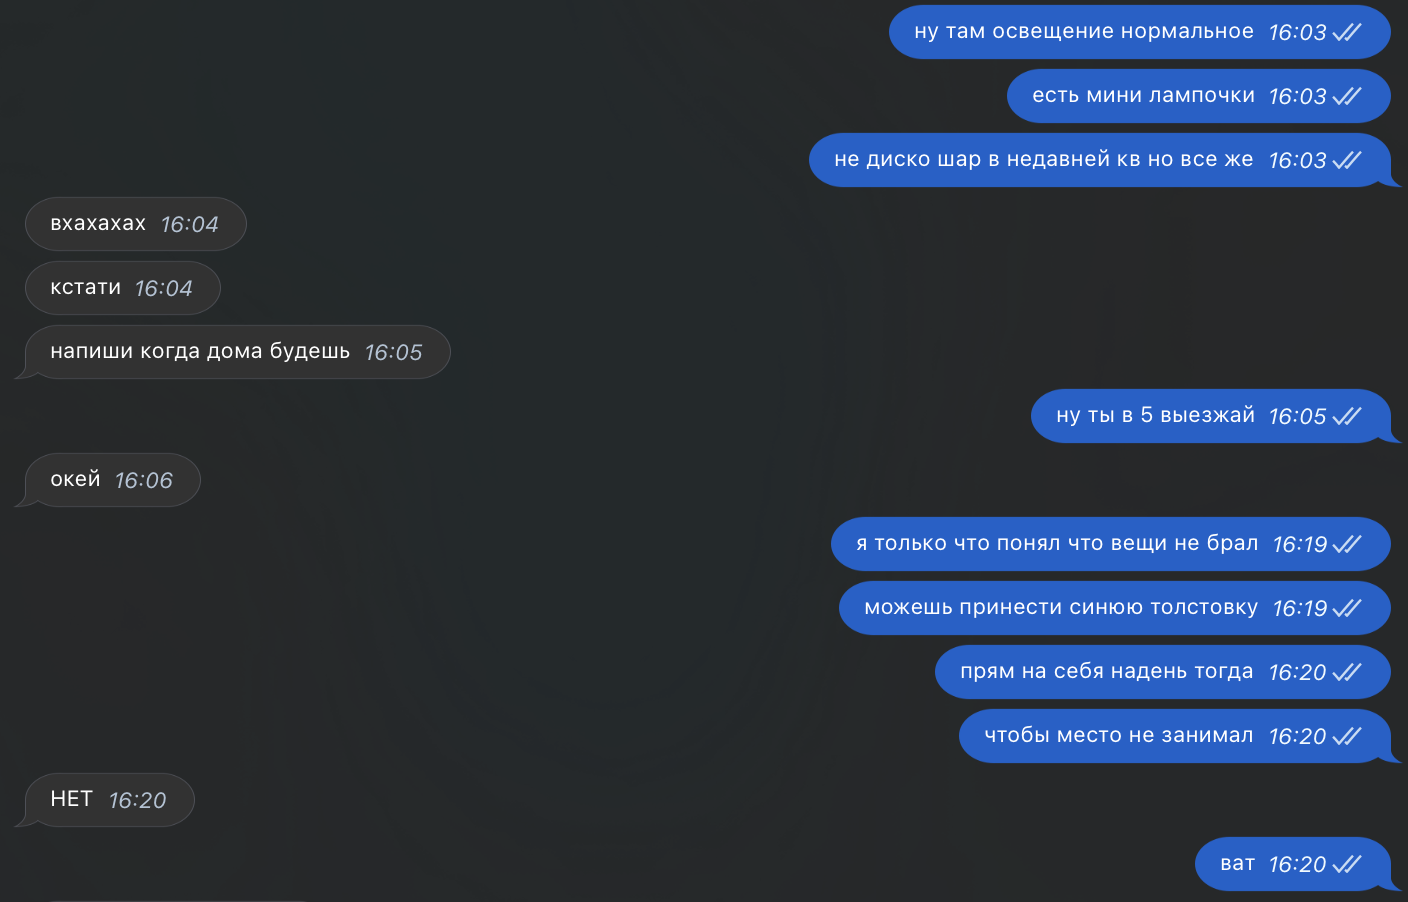 ну там освещение нормальное 16:03
есть мини лампочки 16:03
не диско шар в недавней кв но все же 16:03
вхахахах 16:04
кстати 16:04
напиши когда дома будешь 16:05
ну ты в 5 выезжай 16:05
окей 16:06
я только что понял что вещи не брал 16:19
можешь принести синюю толстовку 16:19
прям на себя надень тогда 16:20
чтобы место не занимал 16:20
НЕТ 16:20
ват 16:20